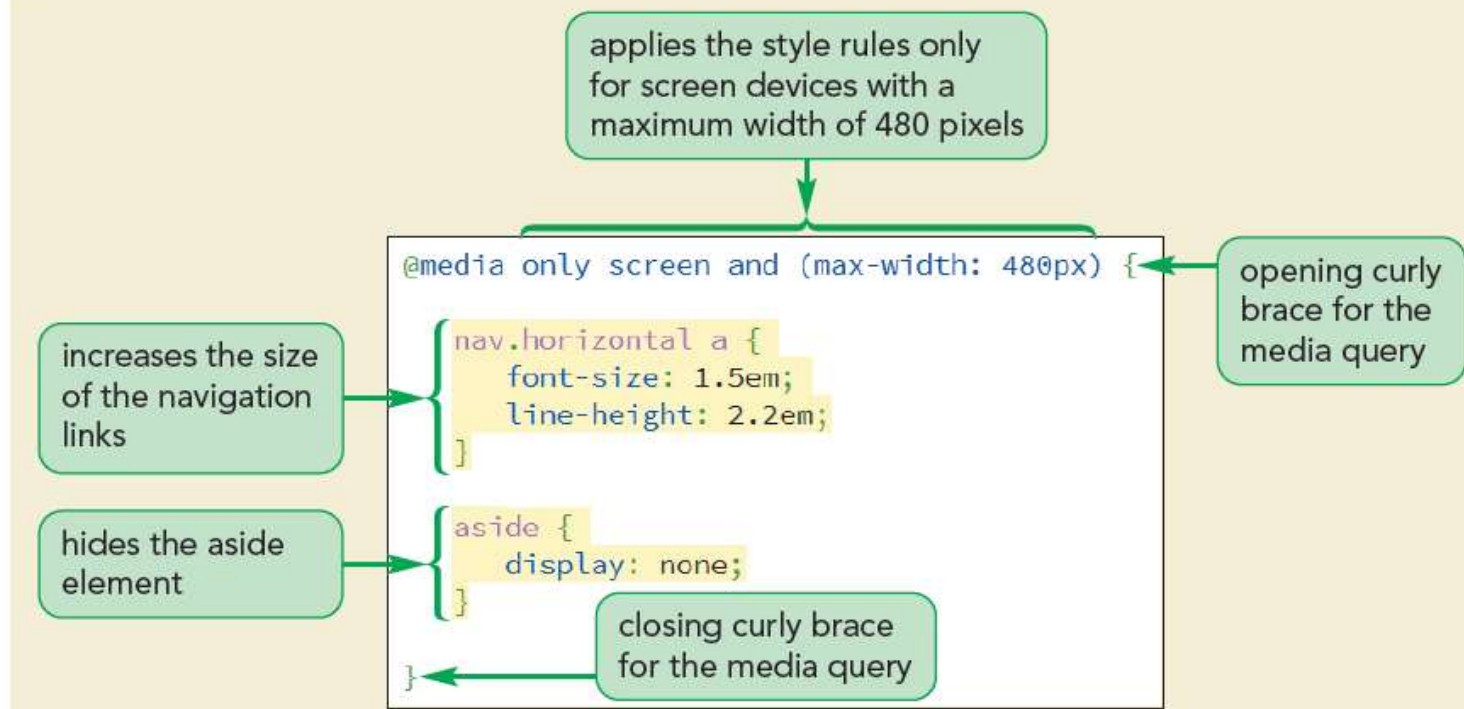 applies the style rules only
for screen devices with a
maximum width of 480 pixels
@media only screen and (max-width: 480px) {
opening curly
brace for the
media query
increases the size
of the navigation
links
nav.horizontal a {
font-size: 1.5em;
line-height: 2.2em;
}
hides the aside
element
aside {
display: none;
}
closing curly brace
for the media query
}